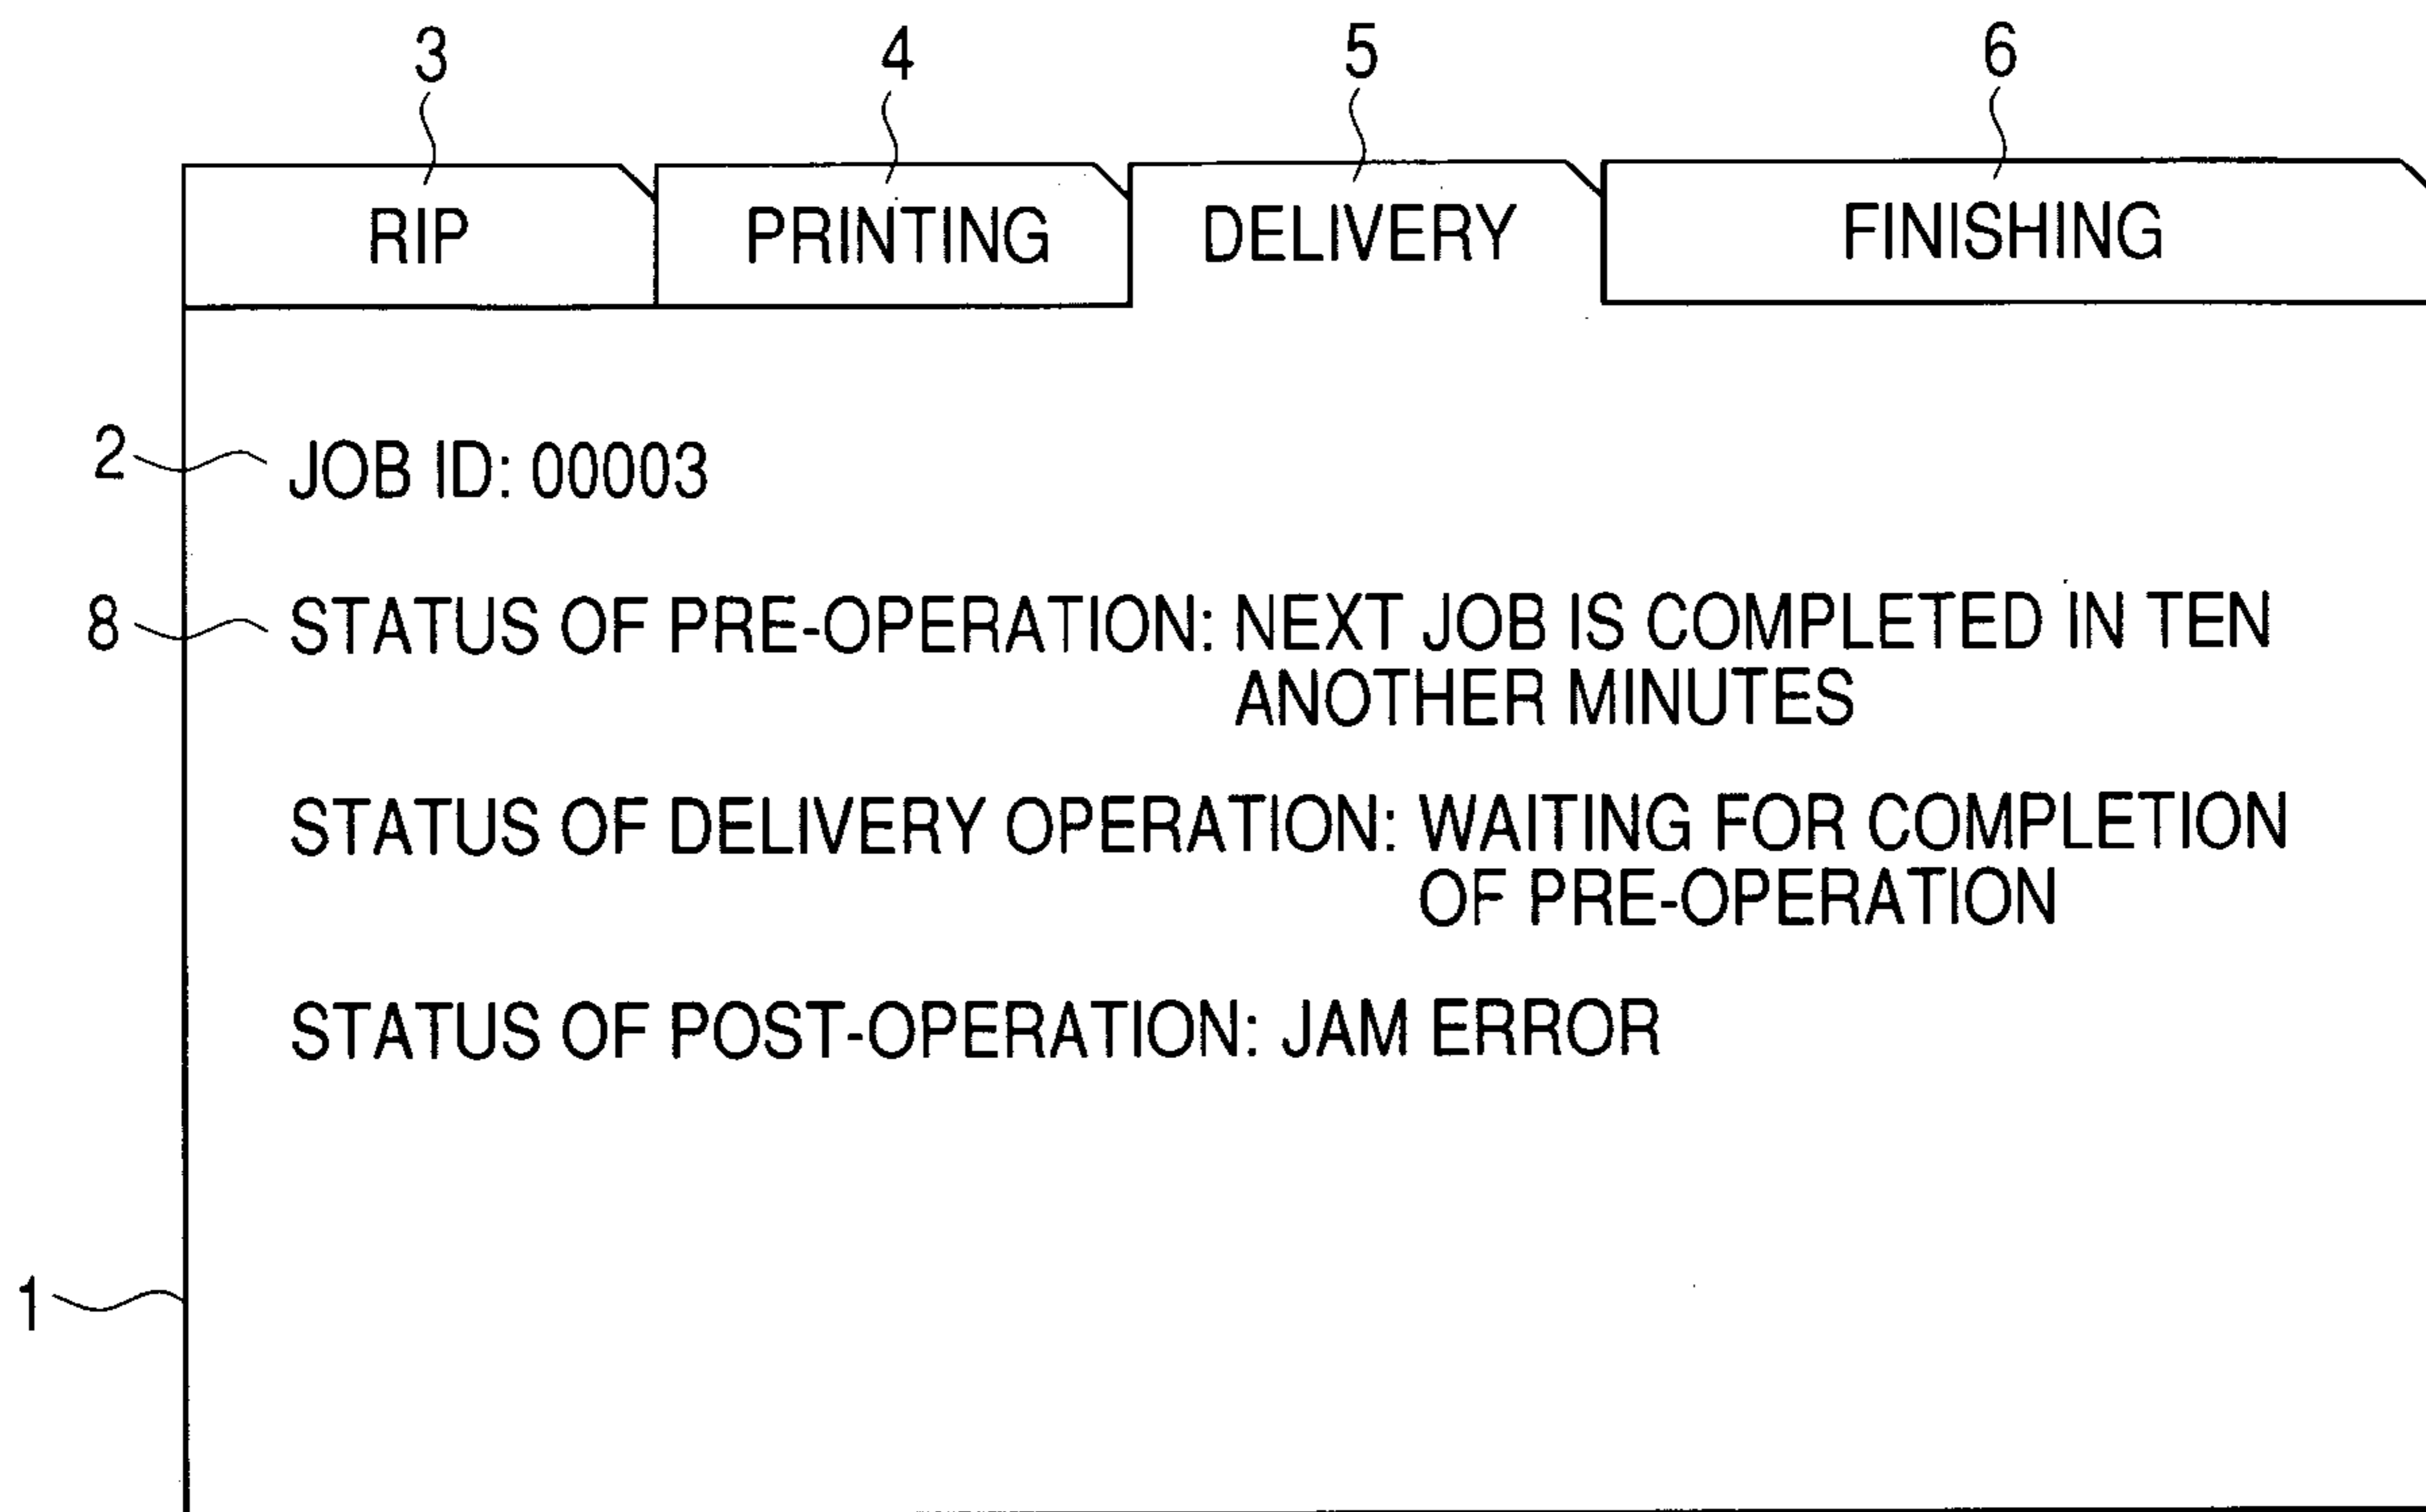 3 4 5 6
RIP PRINTING DELIVERY FINISHING
2 JOB ID: 00003
8 STATUS OF PRE-OPERATION: NEXT JOB IS COMPLETED IN TEN
ANOTHER MINUTES
STATUS OF DELIVERY OPERATION: WAITING FOR COMPLETION
OF PRE-OPERATION
STATUS OF POST-OPERATION: JAM ERROR
1